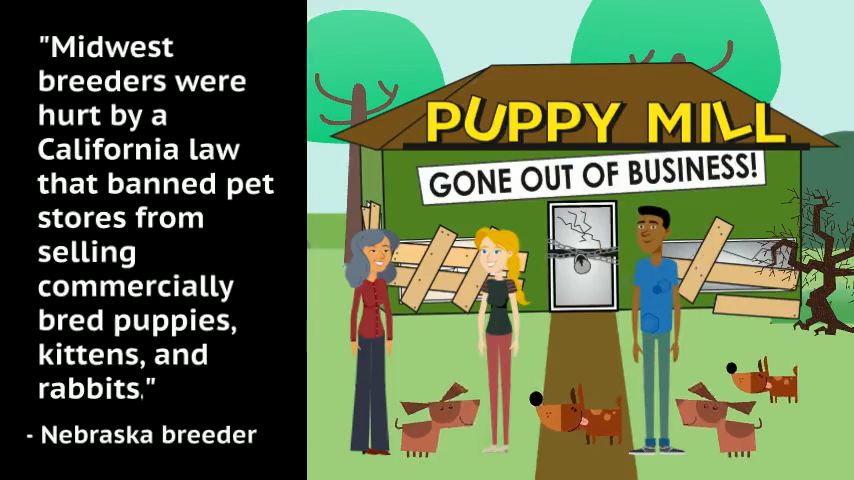 "Midwest
breeders were
hurt by a
California law
that banned pet
stores from
selling
commercially
bred puppies,
kittens, and
rabbits."
- Nebraska breeder
PUPPY MILL
GONE OUT OF BUSINESS!